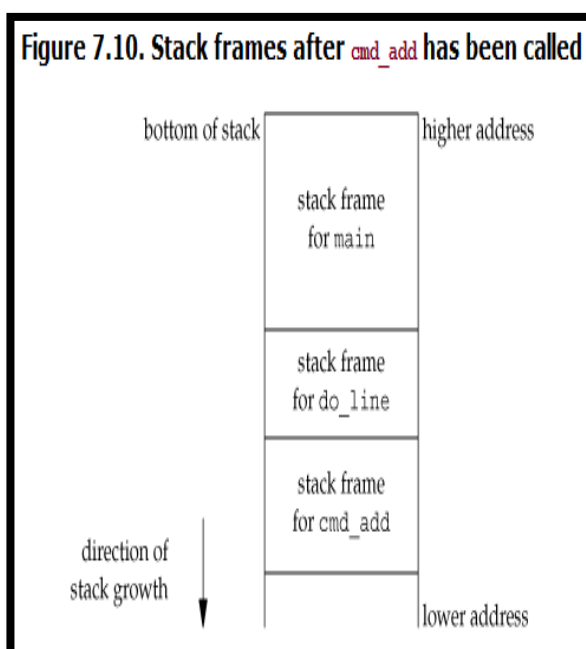 Figure 7.10. Stack frames after cmd_add has been called
bottom of stack
higher address
stack frame
for main
stack frame
for do_line
stack frame
for cmd_add
direction of
stack growth
lower address